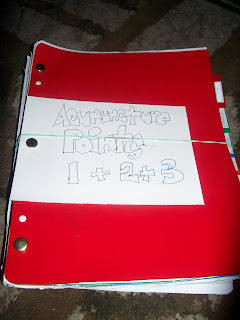 Acupuncture
Points
1 + 2 + 3